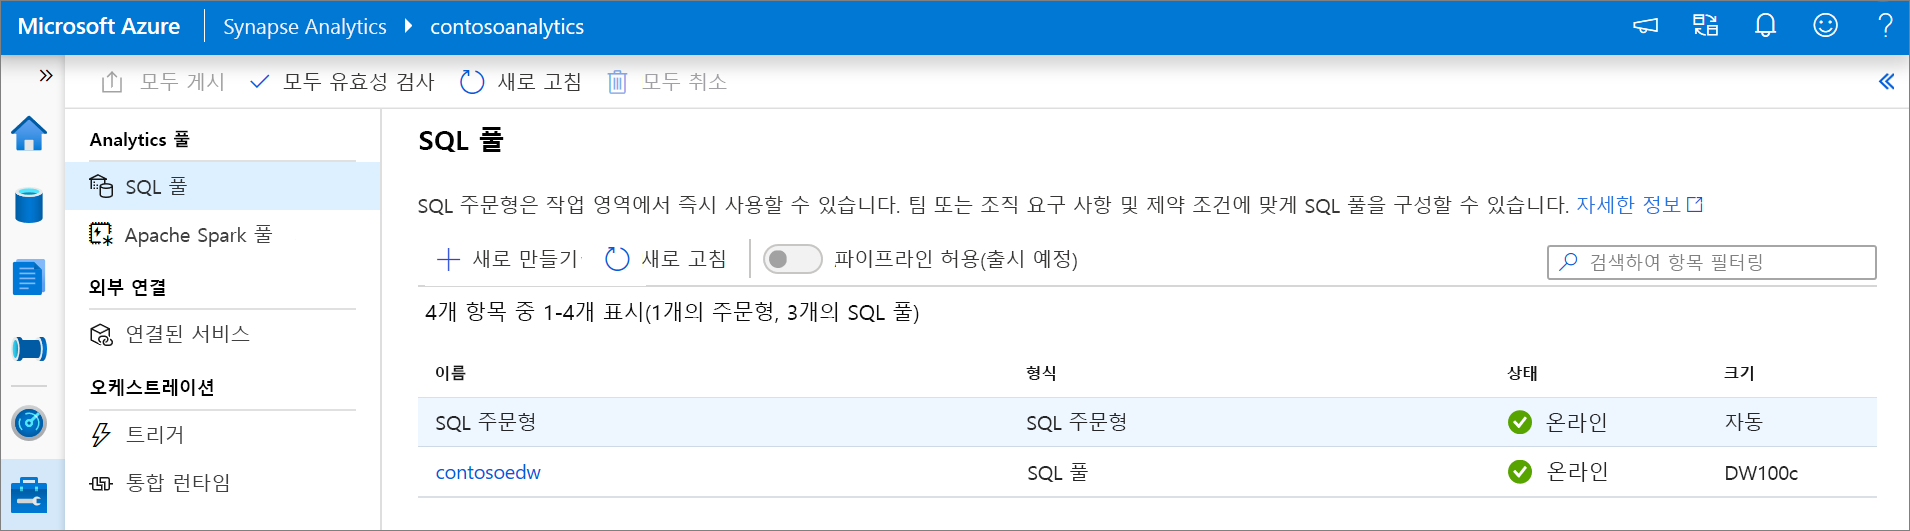 Microsoft Azure Synapse Analytics contosoanalytics
모두 게시 모두 유효성 검사 새로 고침 모두 취소
Analytics 풀
SQL 풀
Apache Spark 풀
외부 연결
연결된 서비스
오케스트레이션
트리거
통합 런타임
SQL 풀
SQL 주문형은 작업 영역에서 즉시 사용할 수 있습니다. 팀 또는 조직 요구 사항 및 제약 조건에 맞게 SQL 풀을 구성할 수 있습니다. 자세한 정보
새로 만들기 새로 고침 파이프라인 허용(출시 예정) 검색하여 항목 필터링
4개 항목 중 1-4개 표시(1개의 주문형, 3개의 SQL 풀)
이름 형식 상태 크기
SQL 주문형 SQL 주문형 온라인 자동
contosoedw SQL 풀 온라인 DW100c